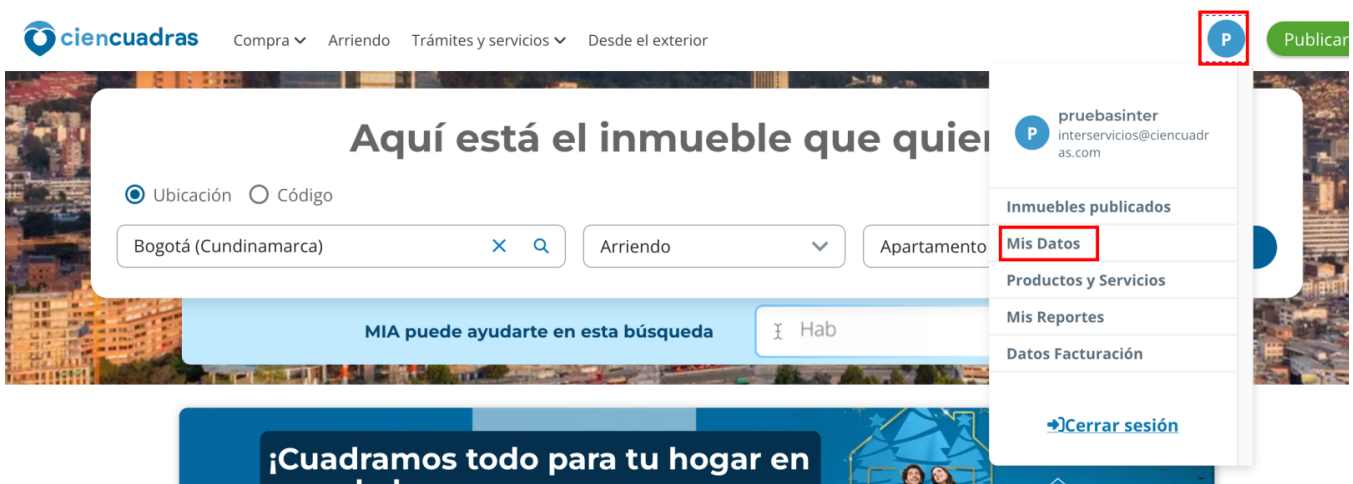 ciencuadras Compra Arriendo Trámites y servicios Desde el exterior P Publicar
Aquí está el inmueble que
Ubicación Código
Bogotá (Cundinamarca) Arriendo Apartamento
MIA puede ayudarte en esta búsqueda Hab
P pruebasinter
interservicios@ciencuadr
as.com
Inmuebles publicados
Mis Datos
Productos y Servicios
Mis Reportes
Datos Facturación
Cerrar sesión
¡Cuadramos todo para tu hogar en